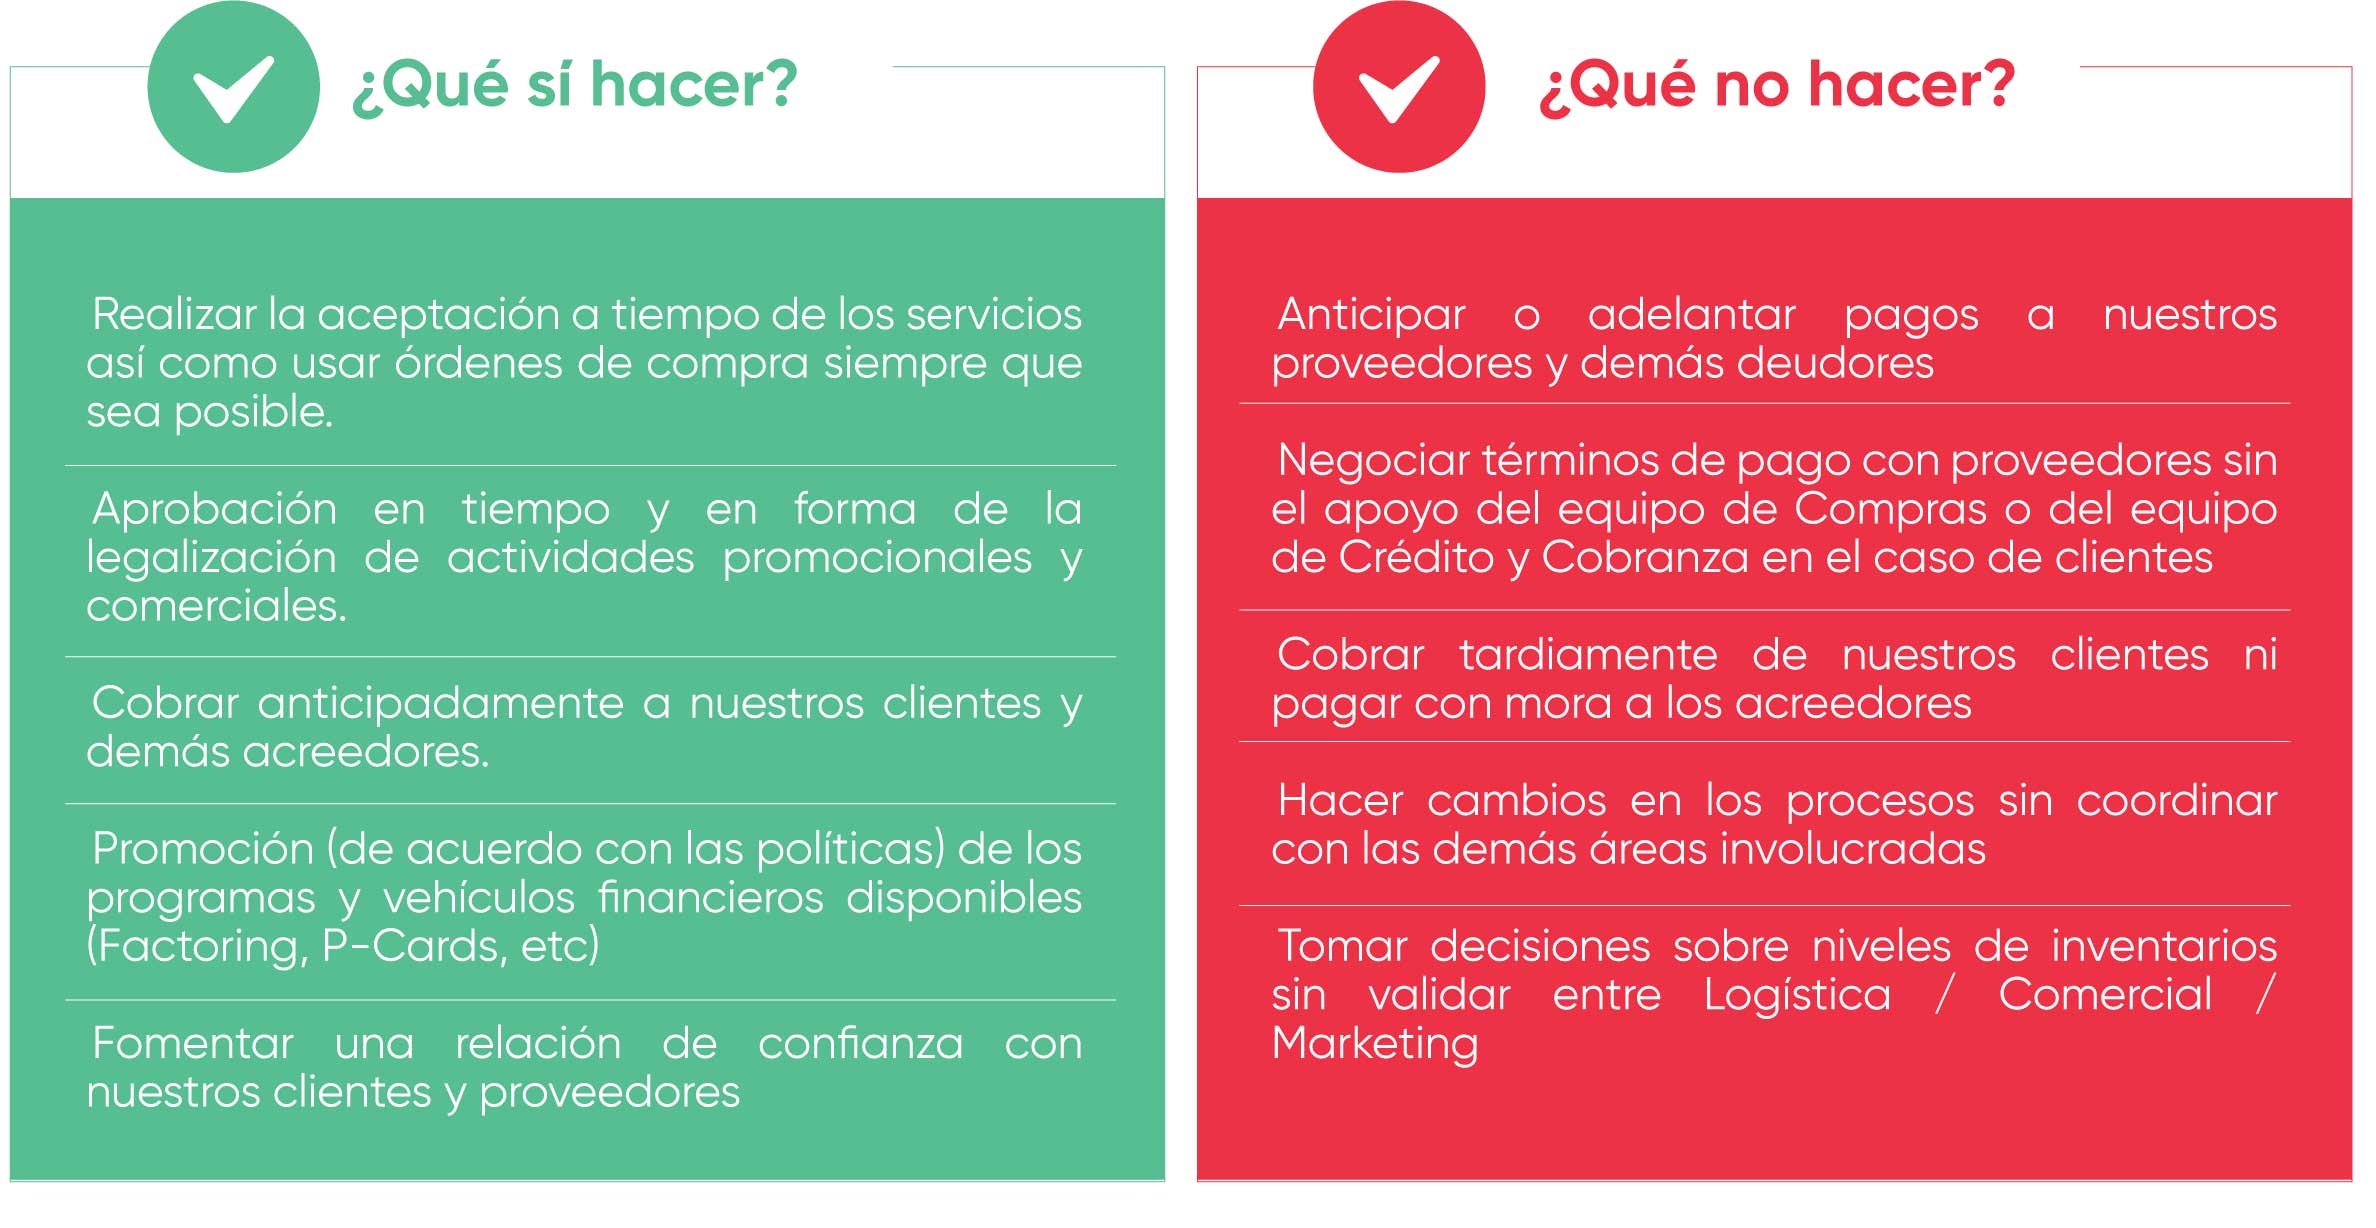 ¿Qué sí hacer?
Realizar la aceptación a tiempo de los servicios
así como usar órdenes de compra siempre que
sea posible.
Aprobación en tiempo y en forma de la
legalización de actividades promocionales y
comerciales.
Cobrar anticipadamente a nuestros clientes y
demás acreedores.
Promoción (de acuerdo con las políticas) de los
programas y vehículos financieros disponibles
(Factoring, P-Cards, etc)
Fomentar una relación de confianza con
nuestros clientes y proveedores
¿Qué no hacer?
Anticipar o adelantar pagos a nuestros
proveedores y demás deudores
Negociar términos de pago con proveedores sin
el apoyo del equipo de Compras o del equipo
de Crédito y Cobranza en el caso de clientes
Cobrar tardiamente de nuestros clientes ni
pagar con mora a los acreedores
Hacer cambios en los procesos sin coordinar
con las demás áreas involucradas
Tomar decisiones sobre niveles de inventarios
sin validar entre Logística / Comercial /
Marketing